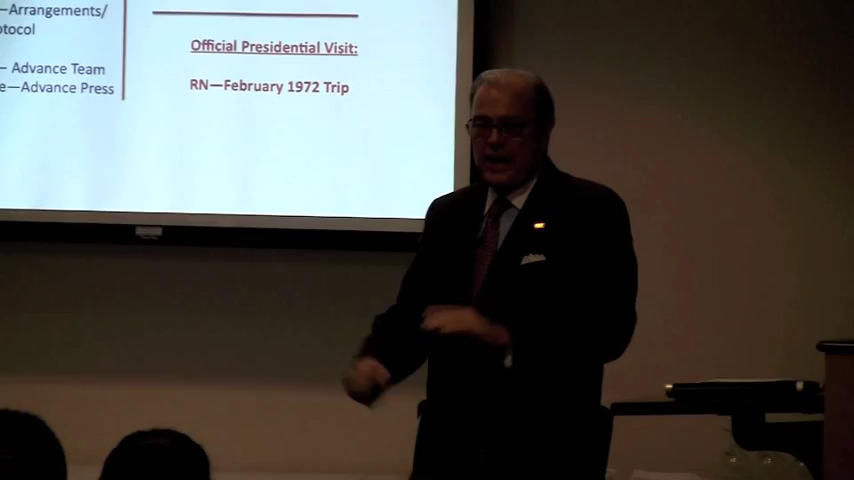 —Arrangements/
otocol
— Advance Team
e—Advance Press
Official Presidential Visit:
RN—February 1972 Trip